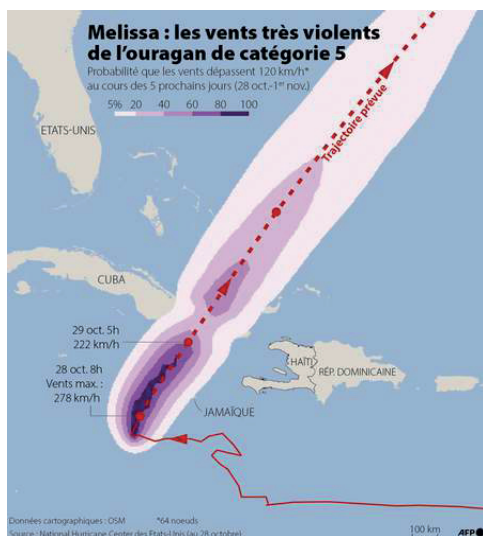 Melissa : les vents très violents
de l'ouragan de catégorie 5
Probabilité que les vents dépassent 120 km/h*
au cours des 5 prochains jours (28 oct.-1er nov.)
5% 20 40 60 80 100
ETATS-UNIS
Trajectoire prévue
CUBA
29 oct. 5h
222 km/h
28 oct. 8h
Vents max. :
278 km/h
HAÏTI
RÉP. DOMINICAINE
JAMAÏQUE
Données cartographiques : OSM *64 noeuds
Source : National Hurricane Center des Etats-Unis (au 28 octobre)
100 km
AFP